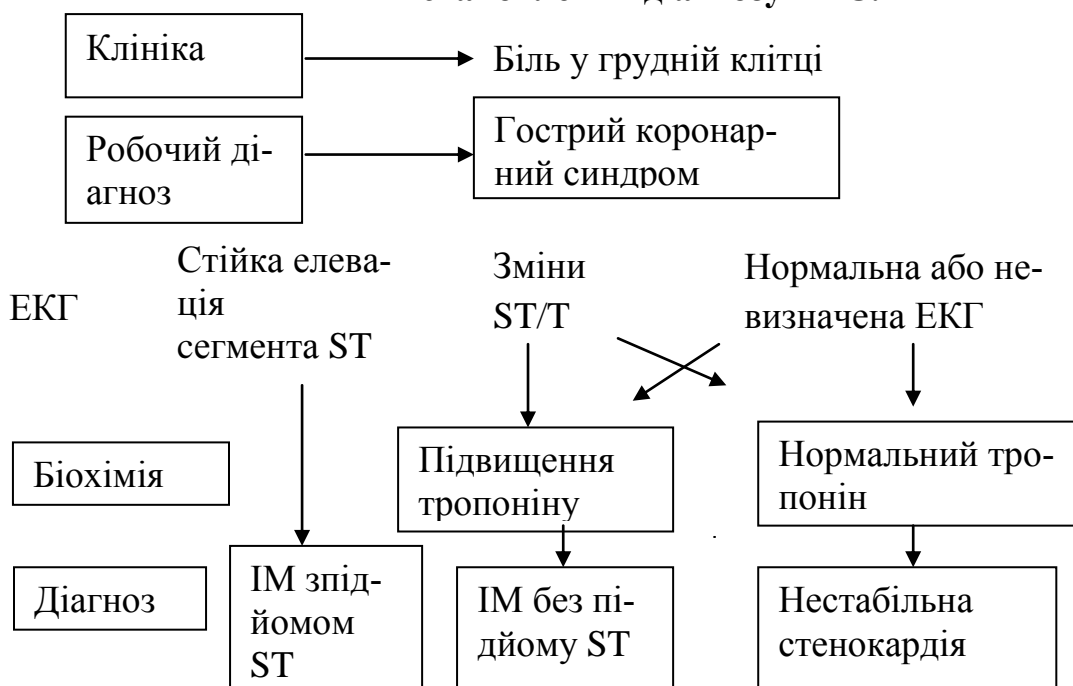 Клініка
Біль у грудній клітці
Робочий ді-
агноз
Гострий коронар-
ний синдром
ЕКГ
Стійка елева-
ція
сегмента ST
Зміни
ST/T
Нормальна або не-
визначена ЕКГ
Біохімія
Підвищення
тропоніну
Нормальний тро-
понін
Діагноз
ІМ зпід-
йомом
ST
ІМ без пі-
дйому ST
Нестабільна
стенокардія